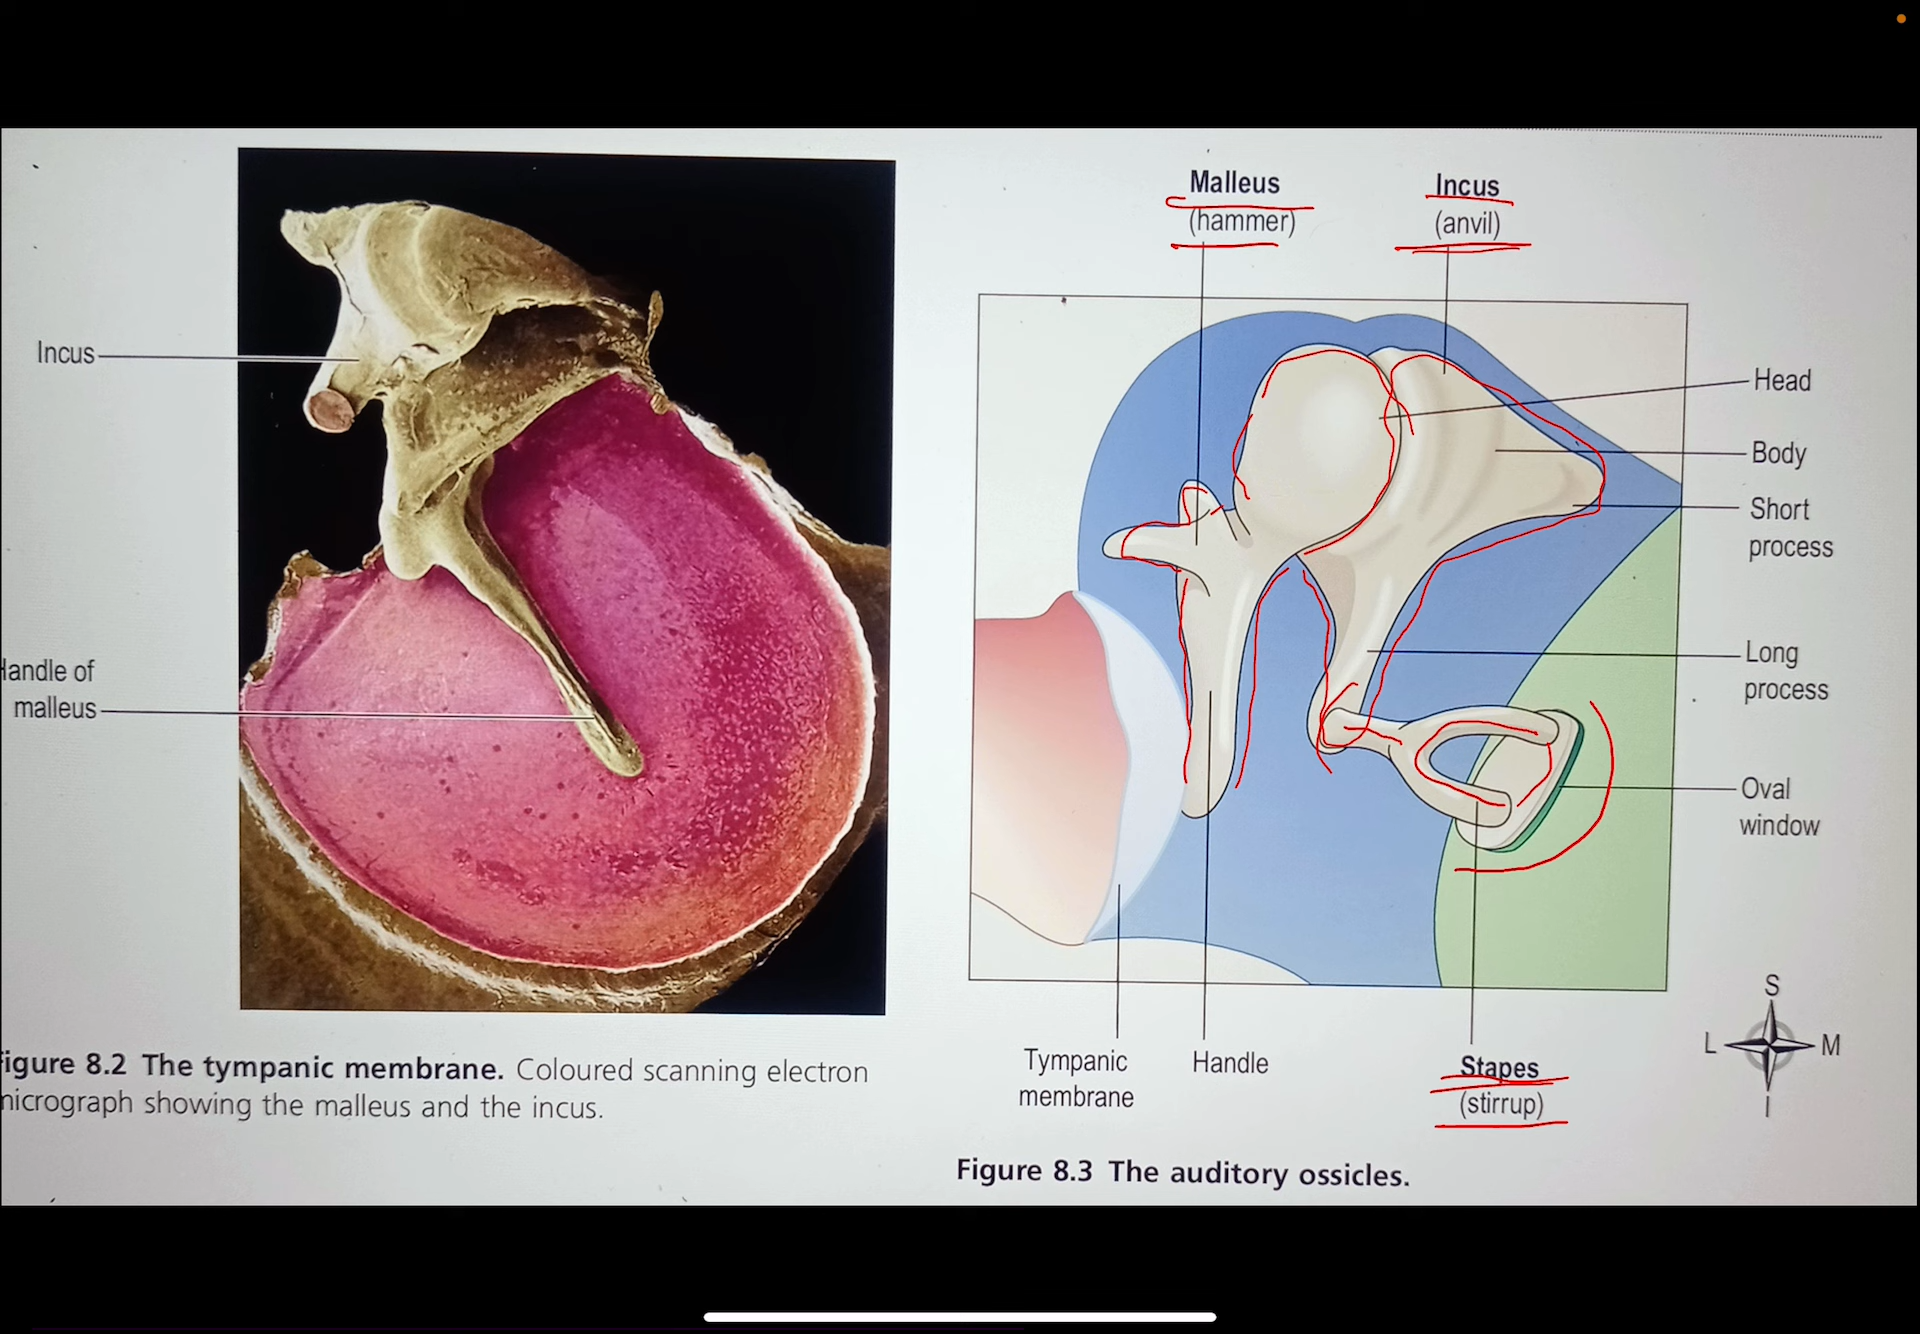 Incus
Handle of
malleus
Figure 8.2 The tympanic membrane. Coloured scanning electron
micrograph showing the malleus and the incus.
Malleus
(hammer)
Incus
(anvil)
Head
Body
Short
process
Long
process
Oval
window
Tympanic
membrane
Handle
Stapes
(stirrup)
S
L
M
I
Figure 8.3 The auditory ossicles.